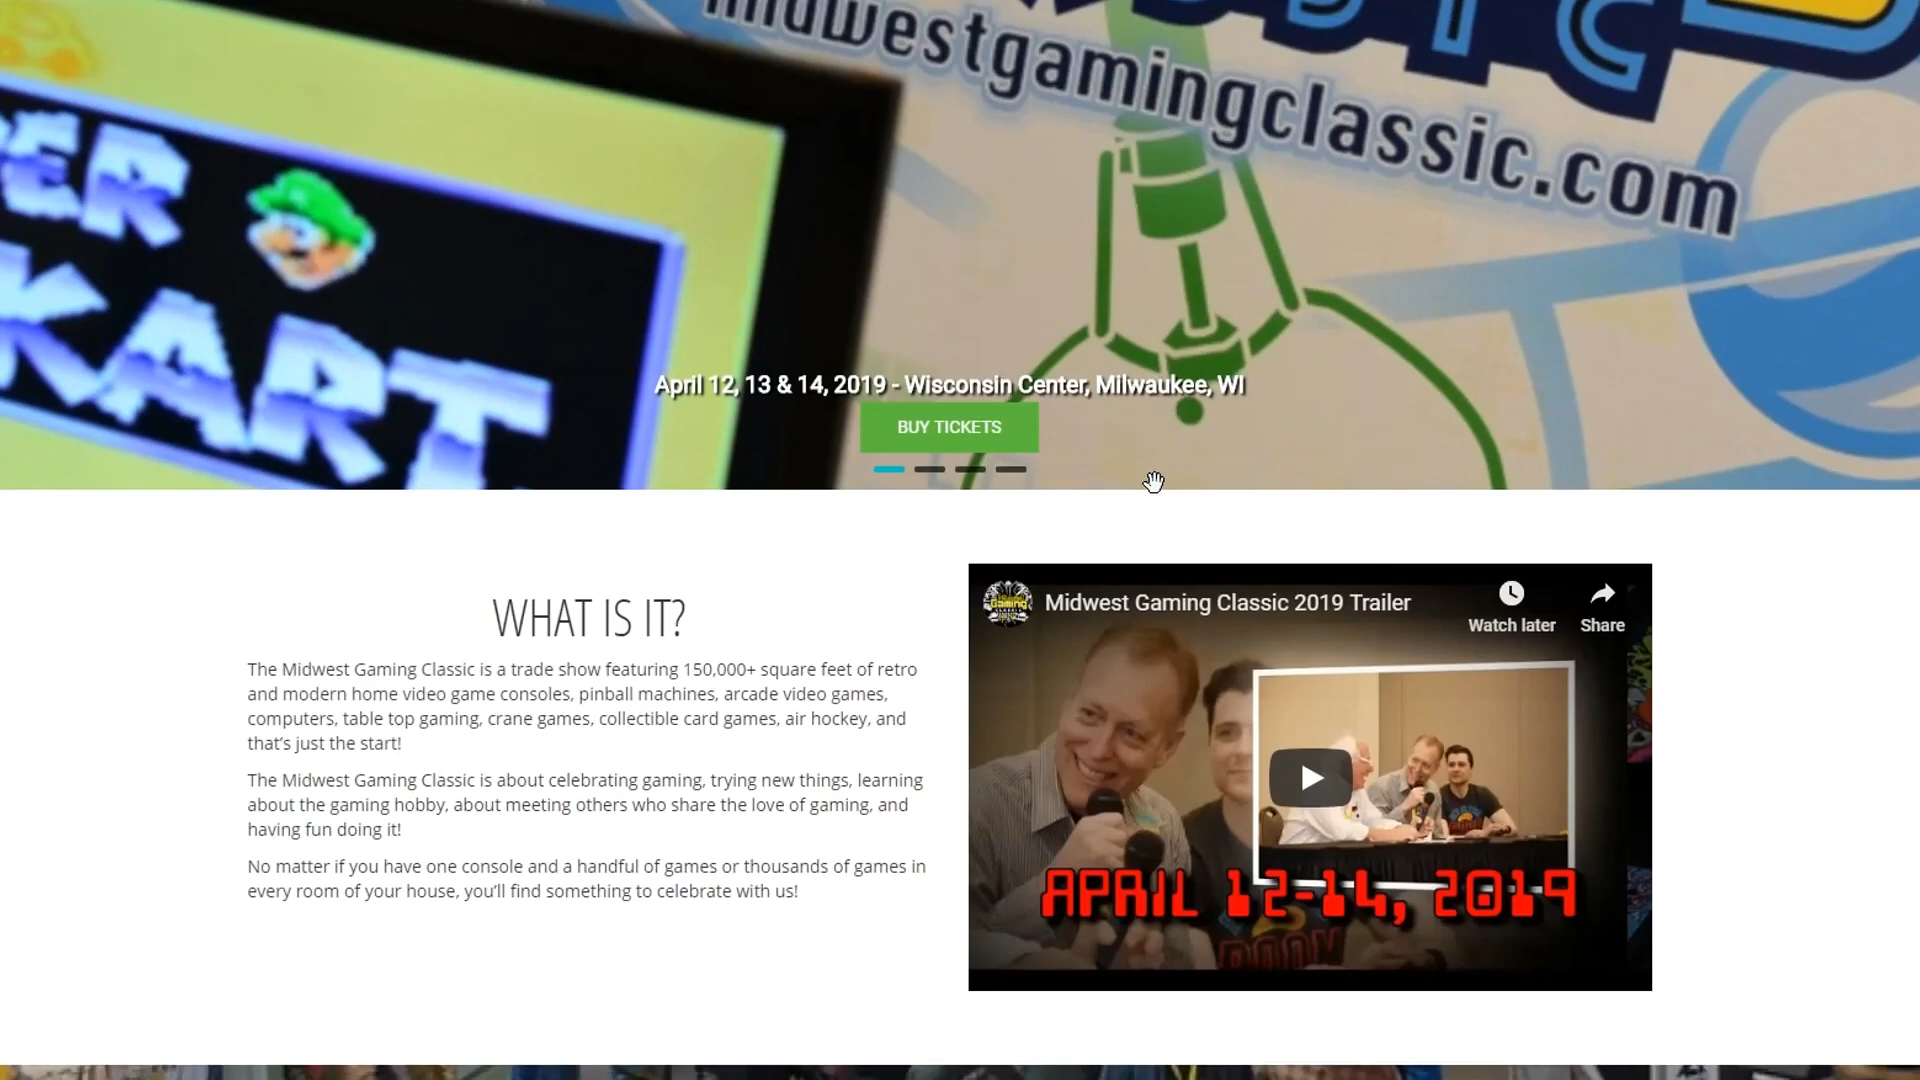 midwestgamingclassic.com
KART
April 12, 13 & 14, 2019 - Wisconsin Center, Milwaukee, WI
BUY TICKETS
WHAT IS IT?
The Midwest Gaming Classic is a trade show featuring 150,000+ square feet of retro
and modern home video game consoles, pinball machines, arcade video games,
computers, table top gaming, crane games, collectible card games, air hockey, and
that’s just the start!
The Midwest Gaming Classic is about celebrating gaming, trying new things, learning
about the gaming hobby, about meeting others who share the love of gaming, and
having fun doing it!
No matter if you have one console and a handful of games or thousands of games in
every room of your house, you’ll find something to celebrate with us!
Gaming
Midwest Gaming Classic 2019 Trailer
Watch later
Share
APRIL 12-14, 2019